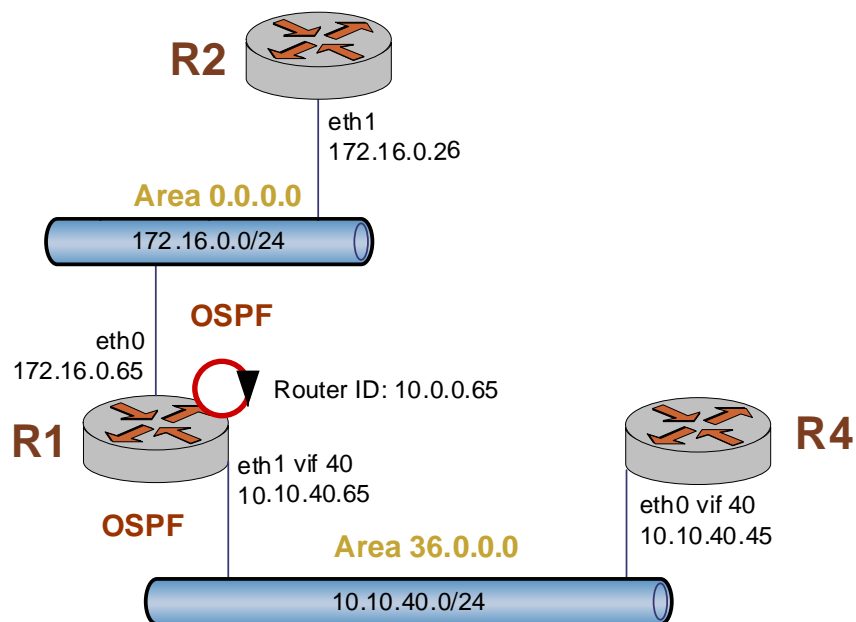 R2
eth1
172.16.0.26
Area 0.0.0.0
172.16.0.0/24
OSPF
eth0
172.16.0.65
Router ID: 10.0.0.65
R1
R4
eth1 vif 40
10.10.40.65
eth0 vif 40
10.10.40.45
OSPF
Area 36.0.0.0
10.10.40.0/24